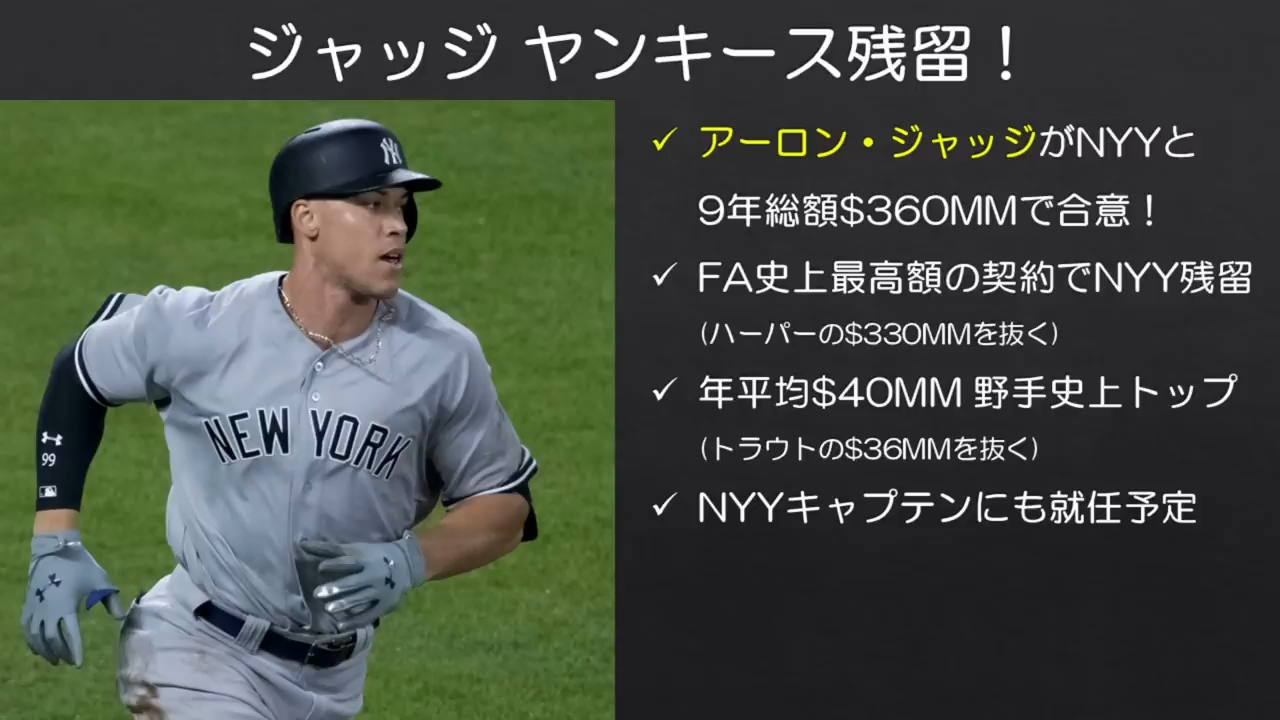 ジャッジ ヤンキース残留！
✓ アーロン・ジャッジがNYYと
9年総額$360MMで合意！
✓ FA史上最高額の契約でNYY残留
(ハーパーの$330MMを抜く)
✓ 年平均$40MM 野手史上トップ
(トラウトの$36MMを抜く)
✓ NYYキャプテンにも就任予定
NY
NEW YORK
99